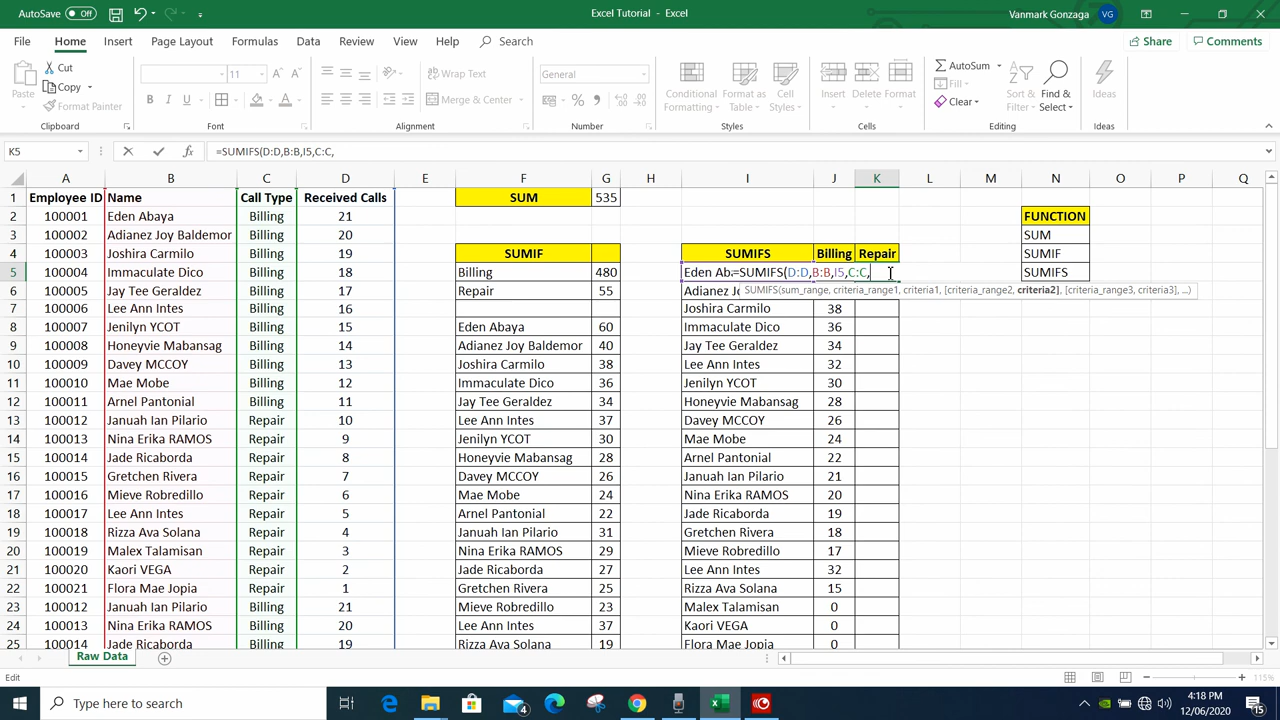 AutoSave Off Excel Tutorial - Excel Vanmark Gonzaga VG
File Home Insert Page Layout Formulas Data Review View Help Search Share Comments
Paste Cut Copy Format Painter 11 Wrap Text Merge & Center General Conditional Formatting Format as Table Cell Styles Insert Delete Format AutoSum Fill Clear Sort & Filter Find & Select Ideas
Clipboard Font Alignment Number Styles Cells Editing Ideas
K5 =SUMIFS(D:D,B:B,I5,C:C,
A B C D E F G H I J K L M N O P Q
1 Employee ID Name Call Type Received Calls SUM 535
2 100001 Eden Abaya Billing 21 FUNCTION
3 100002 Adianez Joy Baldemor Billing 20 SUM
4 100003 Joshira Carmilo Billing 19 SUMIF SUMIFS Billing Repair SUMIF
5 100004 Immaculate Dico Billing 18 Billing 480 Eden Ab =SUMIFS(D:D,B:B,I5,C:C, SUMIFS
6 100005 Jay Tee Geraldez Billing 17 Repair 55 Adianez Jo SUMIFS(sum_range, criteria_range1, criteria1, [criteria_range2, criteria2], [criteria_range3, criteria3], ...)
7 100006 Lee Ann Intes Billing 16 Joshira Carmilo 38
8 100007 Jenilyn YCOT Billing 15 Eden Abaya 60 Immaculate Dico 36
9 100008 Honeyvie Mabansag Billing 14 Adianez Joy Baldemor 40 Jay Tee Geraldez 34
10 100009 Davey MCCOY Billing 13 Joshira Carmilo 38 Lee Ann Intes 32
11 100010 Mae Mobe Billing 12 Immaculate Dico 36 Jenilyn YCOT 30
12 100011 Arnel Pantonial Billing 11 Jay Tee Geraldez 34 Honeyvie Mabansag 28
13 100012 Januah Ian Pilario Repair 10 Lee Ann Intes 37 Davey MCCOY 26
14 100013 Nina Erika RAMOS Repair 9 Jenilyn YCOT 30 Mae Mobe 24
15 100014 Jade Ricaborda Repair 8 Honeyvie Mabansag 28 Arnel Pantonial 22
16 100015 Gretchen Rivera Repair 7 Davey MCCOY 26 Januah Ian Pilario 21
17 100016 Mieve Robredillo Repair 6 Mae Mobe 24 Nina Erika RAMOS 20
18 100017 Lee Ann Intes Repair 5 Arnel Pantonial 22 Jade Ricaborda 19
19 100018 Rizza Ava Solana Repair 4 Januah Ian Pilario 31 Gretchen Rivera 18
20 100019 Malex Talamisan Repair 3 Nina Erika RAMOS 29 Mieve Robredillo 17
21 100020 Kaori VEGA Repair 2 Jade Ricaborda 27 Lee Ann Intes 32
22 100021 Flora Mae Jopia Repair 1 Gretchen Rivera 25 Rizza Ava Solana 15
23 100012 Januah Ian Pilario Billing 21 Mieve Robredillo 23 Malex Talamisan 0
24 100013 Nina Erika RAMOS Billing 20 Lee Ann Intes 37 Kaori VEGA 0
25 100014 Jade Ricaborda Billing 19 Rizza Ava Solana 19 Flora Mae Jopia 0
Raw Data
Edit 115%
Type here to search 4 4:18 PM
12/06/2020